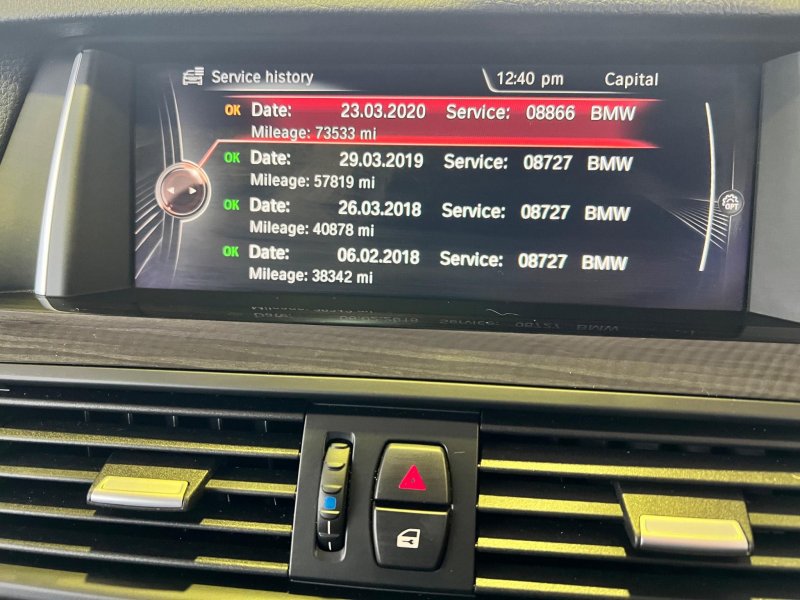 Service history 12:40 pm Capital
OK Date: 23.03.2020 Service: 08866 BMW
Mileage: 73533 mi
OK Date: 29.03.2019 Service: 08727 BMW
Mileage: 57819 mi
OK Date: 26.03.2018 Service: 08727 BMW
Mileage: 40878 mi
OK Date: 06.02.2018 Service: 08727 BMW
Mileage: 38342 mi
OPT